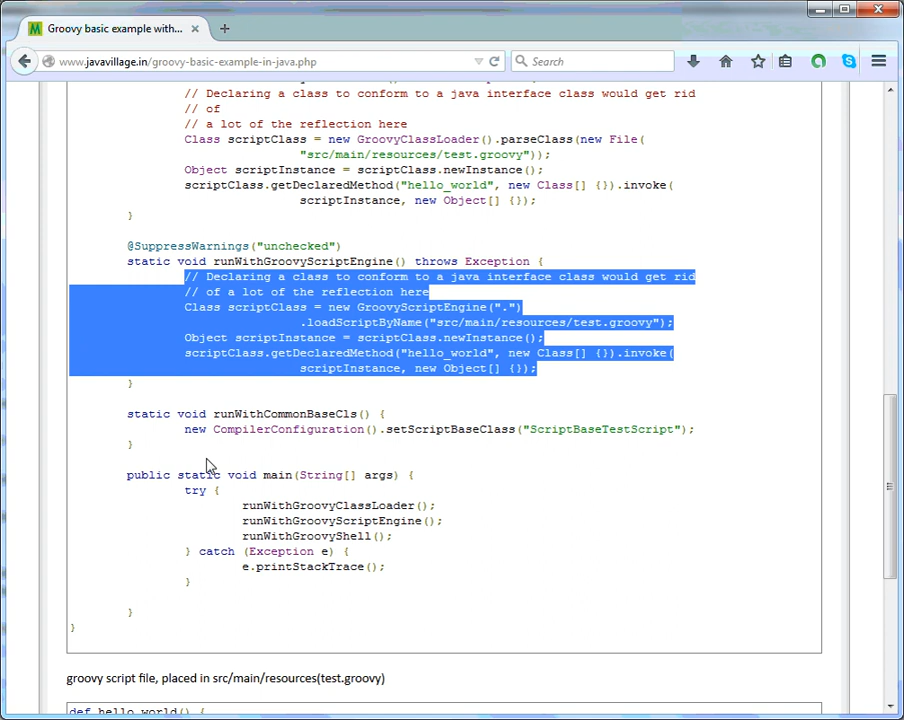 Groovy basic example with...
www.javavillage.in/groovy-basic-example-in-java.php
Search
// Declaring a class to conform to a java interface class would get rid
// of
// a lot of the reflection here
Class scriptClass = new GroovyClassLoader().parseClass(new File(
"src/main/resources/test.groovy"));
Object scriptInstance = scriptClass.newInstance();
scriptClass.getDeclaredMethod("hello_world", new Class[] {}).invoke(
scriptInstance, new Object[] {});
}
@SuppressWarnings("unchecked")
static void runWithGroovyScriptEngine() throws Exception {
// Declaring a class to conform to a java interface class would get rid
// of a lot of the reflection here
Class scriptClass = new GroovyScriptEngine(".")
.loadScriptByName("src/main/resources/test.groovy");
Object scriptInstance = scriptClass.newInstance();
scriptClass.getDeclaredMethod("hello_world", new Class[] {}).invoke(
scriptInstance, new Object[] {});
}
static void runWithCommonBaseCls() {
new CompilerConfiguration().setScriptBaseClass("ScriptBaseTestScript");
}
public static void main(String[] args) {
try {
runWithGroovyClassLoader();
runWithGroovyScriptEngine();
runWithGroovyShell();
} catch (Exception e) {
e.printStackTrace();
}
}
}
groovy script file, placed in src/main/resources(test.groovy)
def hello_world() {